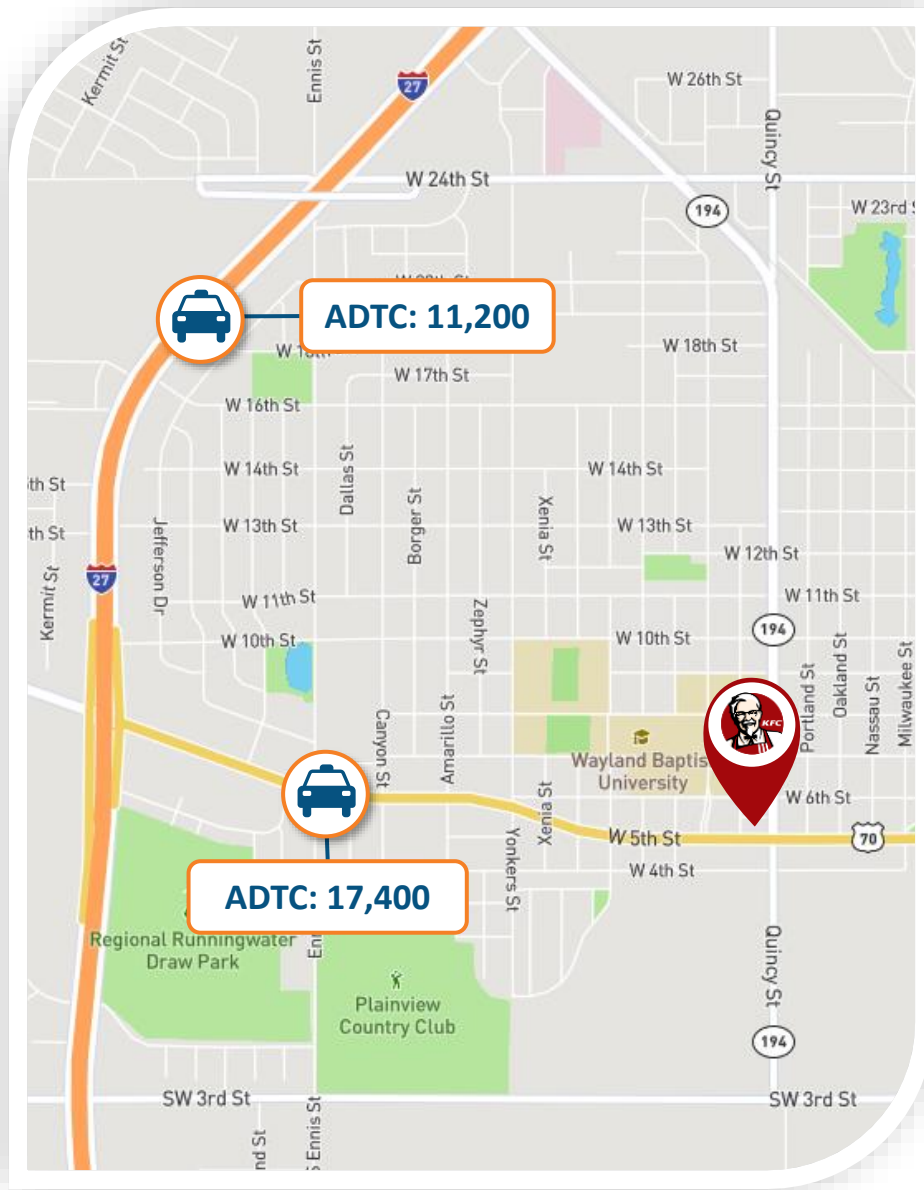 Kermit St
Ennis St
27
W 26th St
Quincy St
W 24th St
194
W 23rd
ADTC: 11,200
W 18th St
W 17th St
W 16th St
W 14th St
W 14th St
Dallas St
Borger St
Xenia St
th St
W 13th St
W 13th St
th St
Jefferson Dr
W 12th St
27
Kermit St
W 11th St
W 11th St
Zephyr St
W 10th St
W 10th St
194
Portland St
Oakland St
Nassau St
Milwaukee St
KFC
Canyon St
Amarillo St
Wayland Baptis
University
W 6th St
Xenia St
W 5th St
70
Yonkers St
W 4th St
ADTC: 17,400
Regional Runningwater
Draw Park
Quincy St
Plainview
Country Club
194
SW 3rd St
SW 3rd St
nd St
S Ennis St